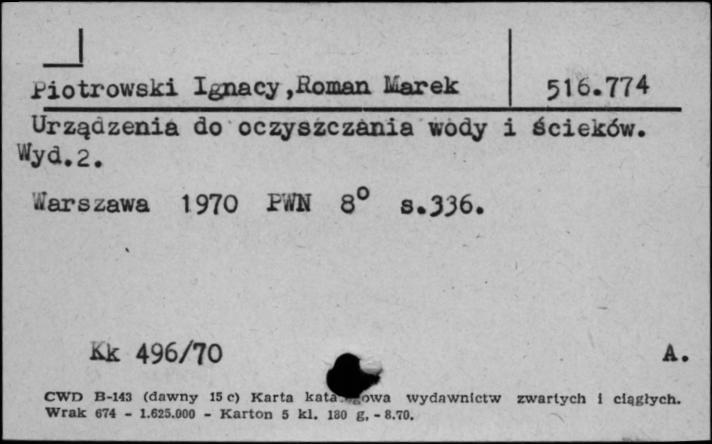 Piotrowski Ignacy,Roman Marek 516.774
Urządzenia do oczyszczania wody i ścieków.
Wyd.2.
Warszawa 1970 PWN 8° s.336.
Kk 496/70 A.
CWD B-143 (dawny 15 c) Karta wydawnictw zwartych i ciągłych.
Wrak 674 - 1.625.000 - Karton 5 kl. 180 g. - 8.70.